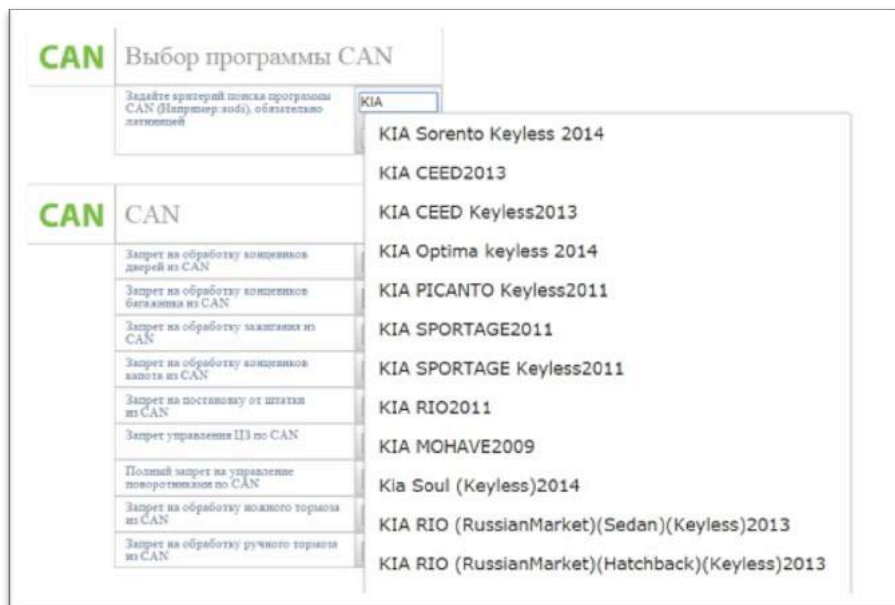 CAN
Выбор программы CAN
Задайте критерий поиска программы
CAN (Например:audi), обязательно
латиницей
KIA
KIA Sorento Keyless 2014
KIA CEED2013
KIA CEED Keyless2013
KIA Optima keyless 2014
KIA PICANTO Keyless2011
KIA SPORTAGE2011
KIA SPORTAGE Keyless2011
KIA RIO2011
KIA MOHAVE2009
Kia Soul (Keyless)2014
KIA RIO (RussianMarket)(Sedan)(Keyless)2013
KIA RIO (RussianMarket)(Hatchback)(Keyless)2013
CAN
CAN
Запрет на обработку концевиков
дверей из CAN
Запрет на обработку концевиков
багажника из CAN
Запрет на обработку зажигания из
CAN
Запрет на обработку концевиков
капота из CAN
Запрет на постановку от штатки
из CAN
Запрет управления ЦЗ по CAN
Полный запрет на управление
поворотниками по CAN
Запрет на обработку ножного тормоза
из CAN
Запрет на обработку ручного тормоза
из CAN